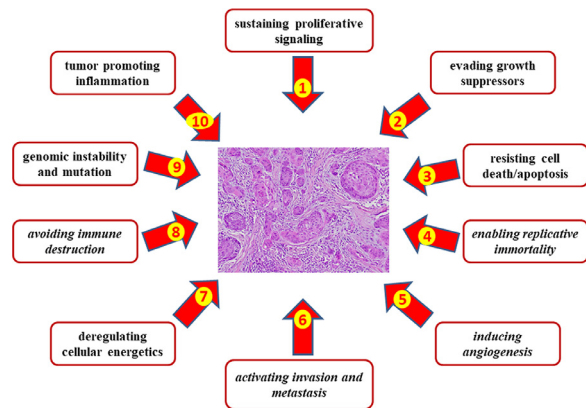 sustaining proliferative
signaling
1
evading growth
suppressors
2
resisting cell
death/apoptosis
3
enabling replicative
immortality
4
inducing
angiogenesis
5
activating invasion and
metastasis
6
deregulating
cellular energetics
7
avoiding immune
destruction
8
genomic instability
and mutation
9
tumor promoting
inflammation
10